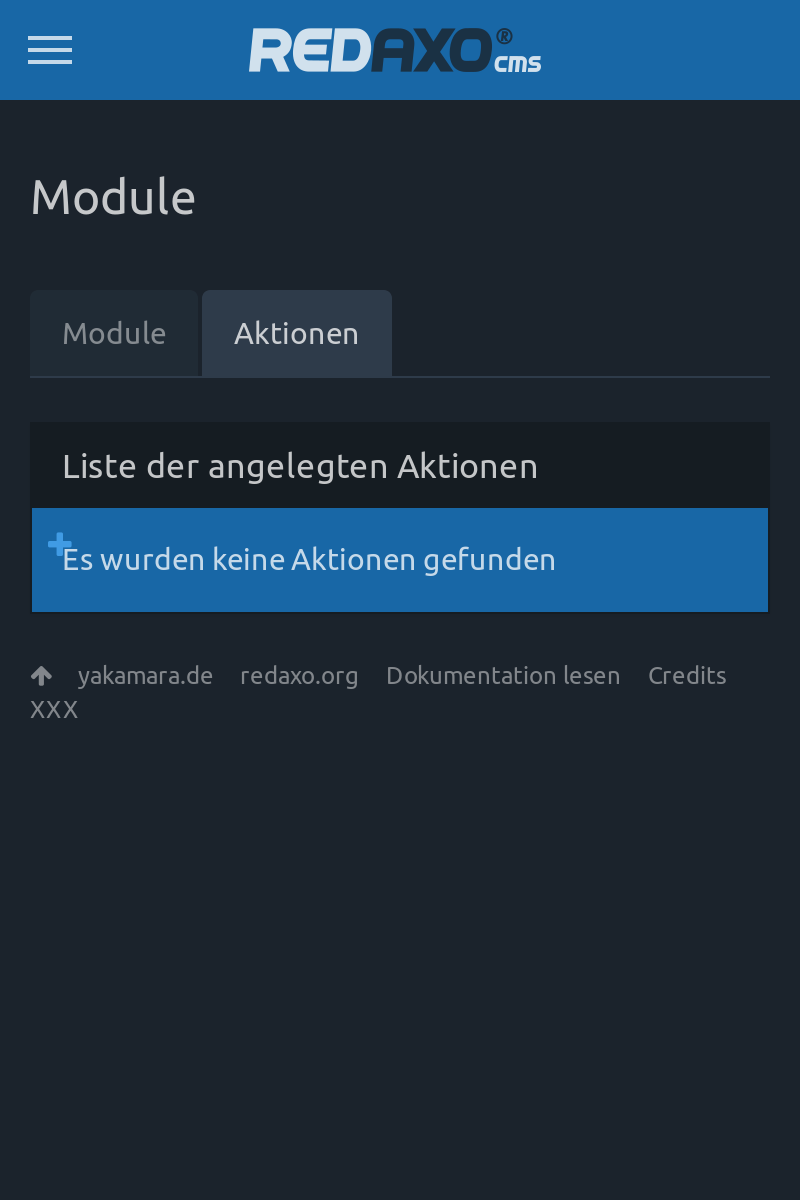 REDAXO® cms
Module
Module Aktionen
Liste der angelegten Aktionen
Es wurden keine Aktionen gefunden
yakamara.de redaxo.org Dokumentation lesen Credits
XXX